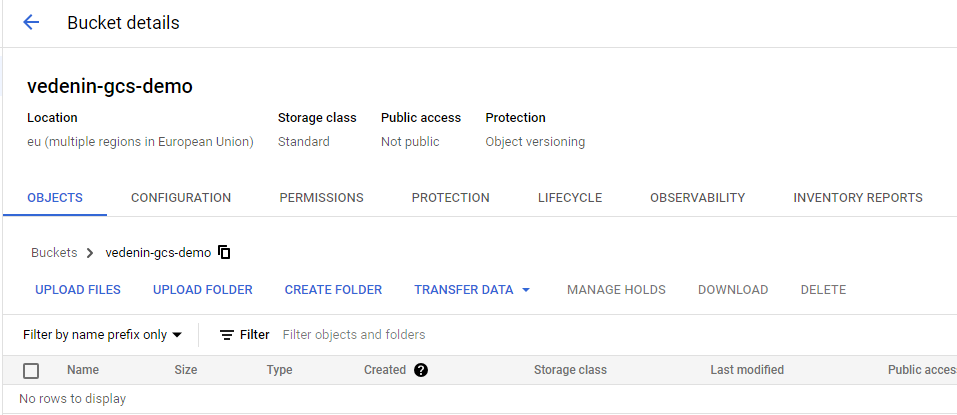 Bucket details
vedenin-gcs-demo
Location Storage class Public access Protection
eu (multiple regions in European Union) Standard Not public Object versioning
OBJECTS CONFIGURATION PERMISSIONS PROTECTION LIFECYCLE OBSERVABILITY INVENTORY REPORTS
Buckets > vedenin-gcs-demo
UPLOAD FILES UPLOAD FOLDER CREATE FOLDER TRANSFER DATA MANAGE HOLDS DOWNLOAD DELETE
Filter by name prefix only Filter Filter objects and folders
Name Size Type Created ? Storage class Last modified Public acces
No rows to display